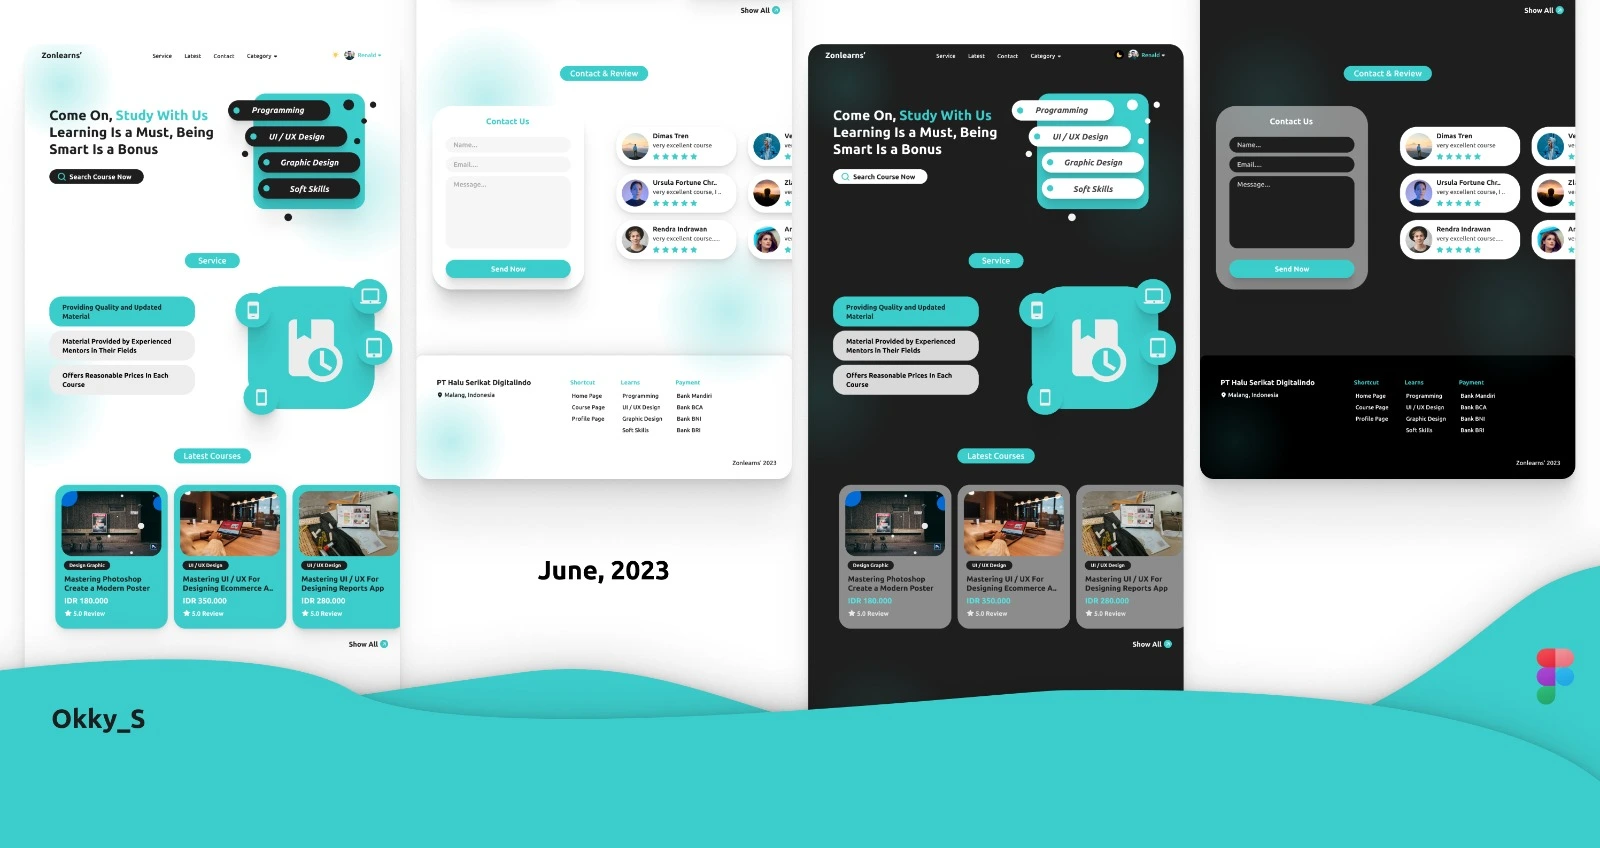 Zonlearns'
Service
Latest
Contact
Category
Renald
Come On, Study With Us
Learning Is a Must, Being
Smart Is a Bonus
Search Course Now
Programming
UI / UX Design
Graphic Design
Soft Skills
Service
Providing Quality and Updated
Material
Material Provided by Experienced
Mentors in Their Fields
Offers Reasonable Prices In Each
Course
Latest Courses
Design Graphic
Mastering Photoshop
Create a Modern Poster
IDR 180.000
5.0 Review
UI / UX Design
Mastering UI / UX For
Designing Ecommerce A..
IDR 350.000
5.0 Review
UI / UX Design
Mastering UI / UX For
Designing Reports App
IDR 280.000
5.0 Review
Show All
Show All
Contact & Review
Contact Us
Name...
Email....
Message...
Send Now
Dimas Tren
very excellent course
Ursula Fortune Chr..
very excellent course, I ..
Rendra Indrawan
very excellent course.....
Ve
ve
Zla
ve
An
ve
PT Halu Serikat Digitalindo
Malang, Indonesia
Shortcut
Home Page
Course Page
Profile Page
Learns
Programming
UI / UX Design
Graphic Design
Soft Skills
Payment
Bank Mandiri
Bank BCA
Bank BNI
Bank BRI
Zonlearns' 2023
June, 2023
Zonlearns'
Service
Latest
Contact
Category
Renald
Come On, Study With Us
Learning Is a Must, Being
Smart Is a Bonus
Search Course Now
Programming
UI / UX Design
Graphic Design
Soft Skills
Service
Providing Quality and Updated
Material
Material Provided by Experienced
Mentors in Their Fields
Offers Reasonable Prices In Each
Course
Latest Courses
Design Graphic
Mastering Photoshop
Create a Modern Poster
IDR 180.000
5.0 Review
UI / UX Design
Mastering UI / UX For
Designing Ecommerce A..
IDR 350.000
5.0 Review
UI / UX Design
Mastering UI / UX For
Designing Reports App
IDR 280.000
5.0 Review
Show All
Show All
Contact & Review
Contact Us
Name...
Email....
Message...
Send Now
Dimas Tren
very excellent course
Ursula Fortune Chr..
very excellent course, I ..
Rendra Indrawan
very excellent course.....
Ve
ve
Zl
ve
An
ve
PT Halu Serikat Digitalindo
Malang, Indonesia
Shortcut
Home Page
Course Page
Profile Page
Learns
Programming
UI / UX Design
Graphic Design
Soft Skills
Payment
Bank Mandiri
Bank BCA
Bank BNI
Bank BRI
Zonlearns' 2023
Okky_S